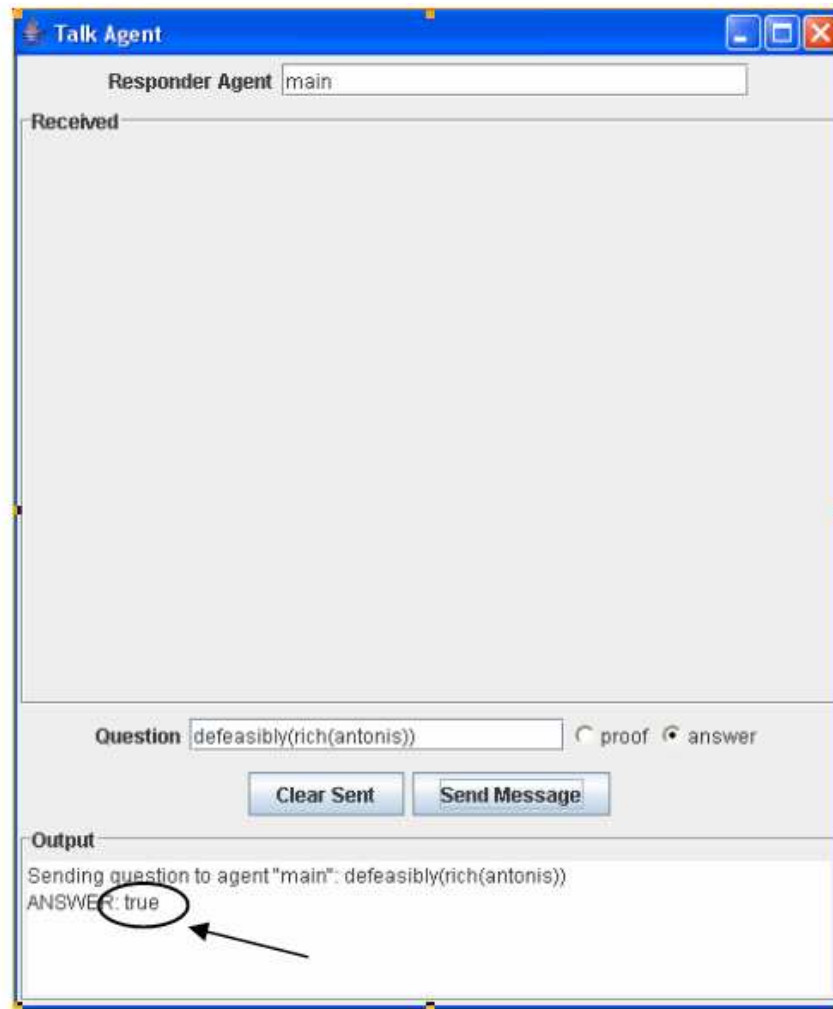 Talk Agent
Responder Agent main
Received
Question defeasibly(rich(antonis)) proof answer
Clear Sent Send Message
Output
Sending question to agent "main": defeasibly(rich(antonis))
ANSWER: true